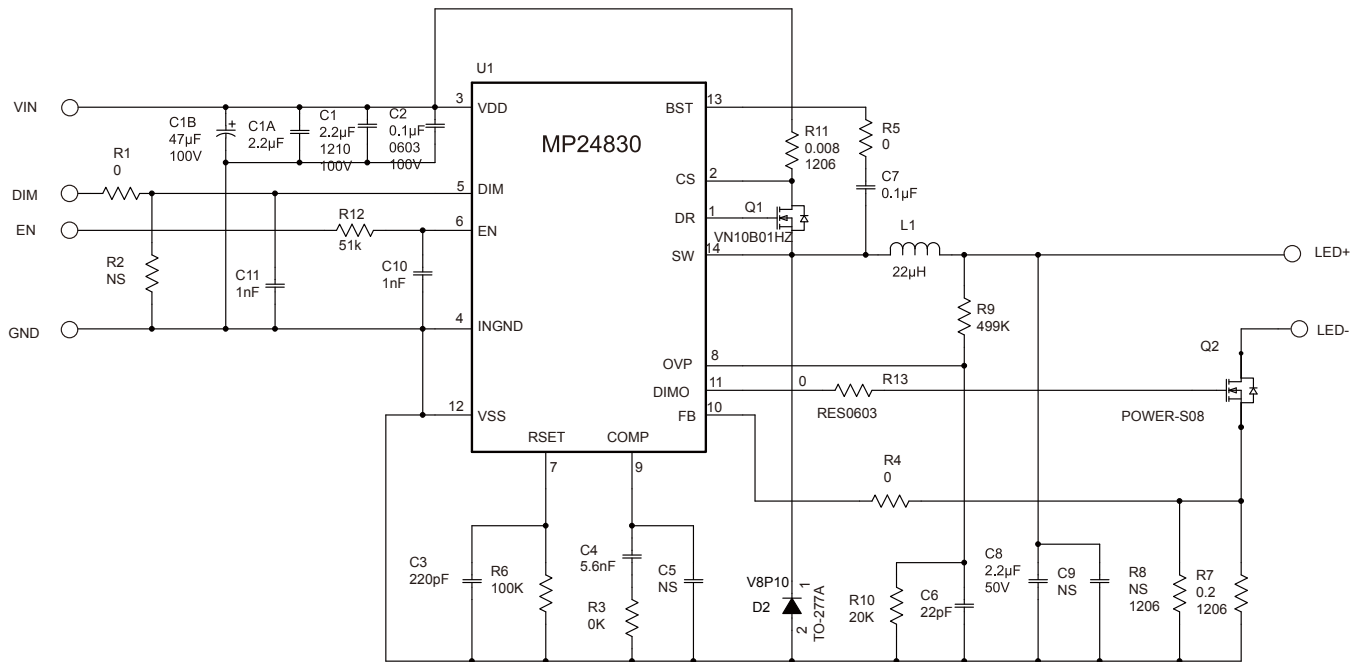 U1
MP24830
VIN
DIM
EN
GND
C1B
47µF
100V
+
C1A
2.2µF
C1
2.2µF
1210
100V
C2
0.1µF
0603
100V
R1
0
R2
NS
C11
1nF
R12
51k
C10
1nF
3
VDD
5
DIM
6
EN
4
INGND
12
VSS
RSET
7
COMP
9
BST
13
CS
2
DR
1
SW
14
OVP
8
DIMO
11
FB
10
R11
0.008
1206
R5
0
C7
0.1µF
Q1
VN10B01HZ
L1
22µH
LED+
R9
499K
LED-
Q2
POWER-S08
0
R13
RES0603
R4
0
C3
220pF
R6
100K
C4
5.6nF
R3
0K
C5
NS
V8P10
D2
1
2
TO-277A
R10
20K
C6
22pF
C8
2.2µF
50V
C9
NS
R8
NS
1206
R7
0.2
1206